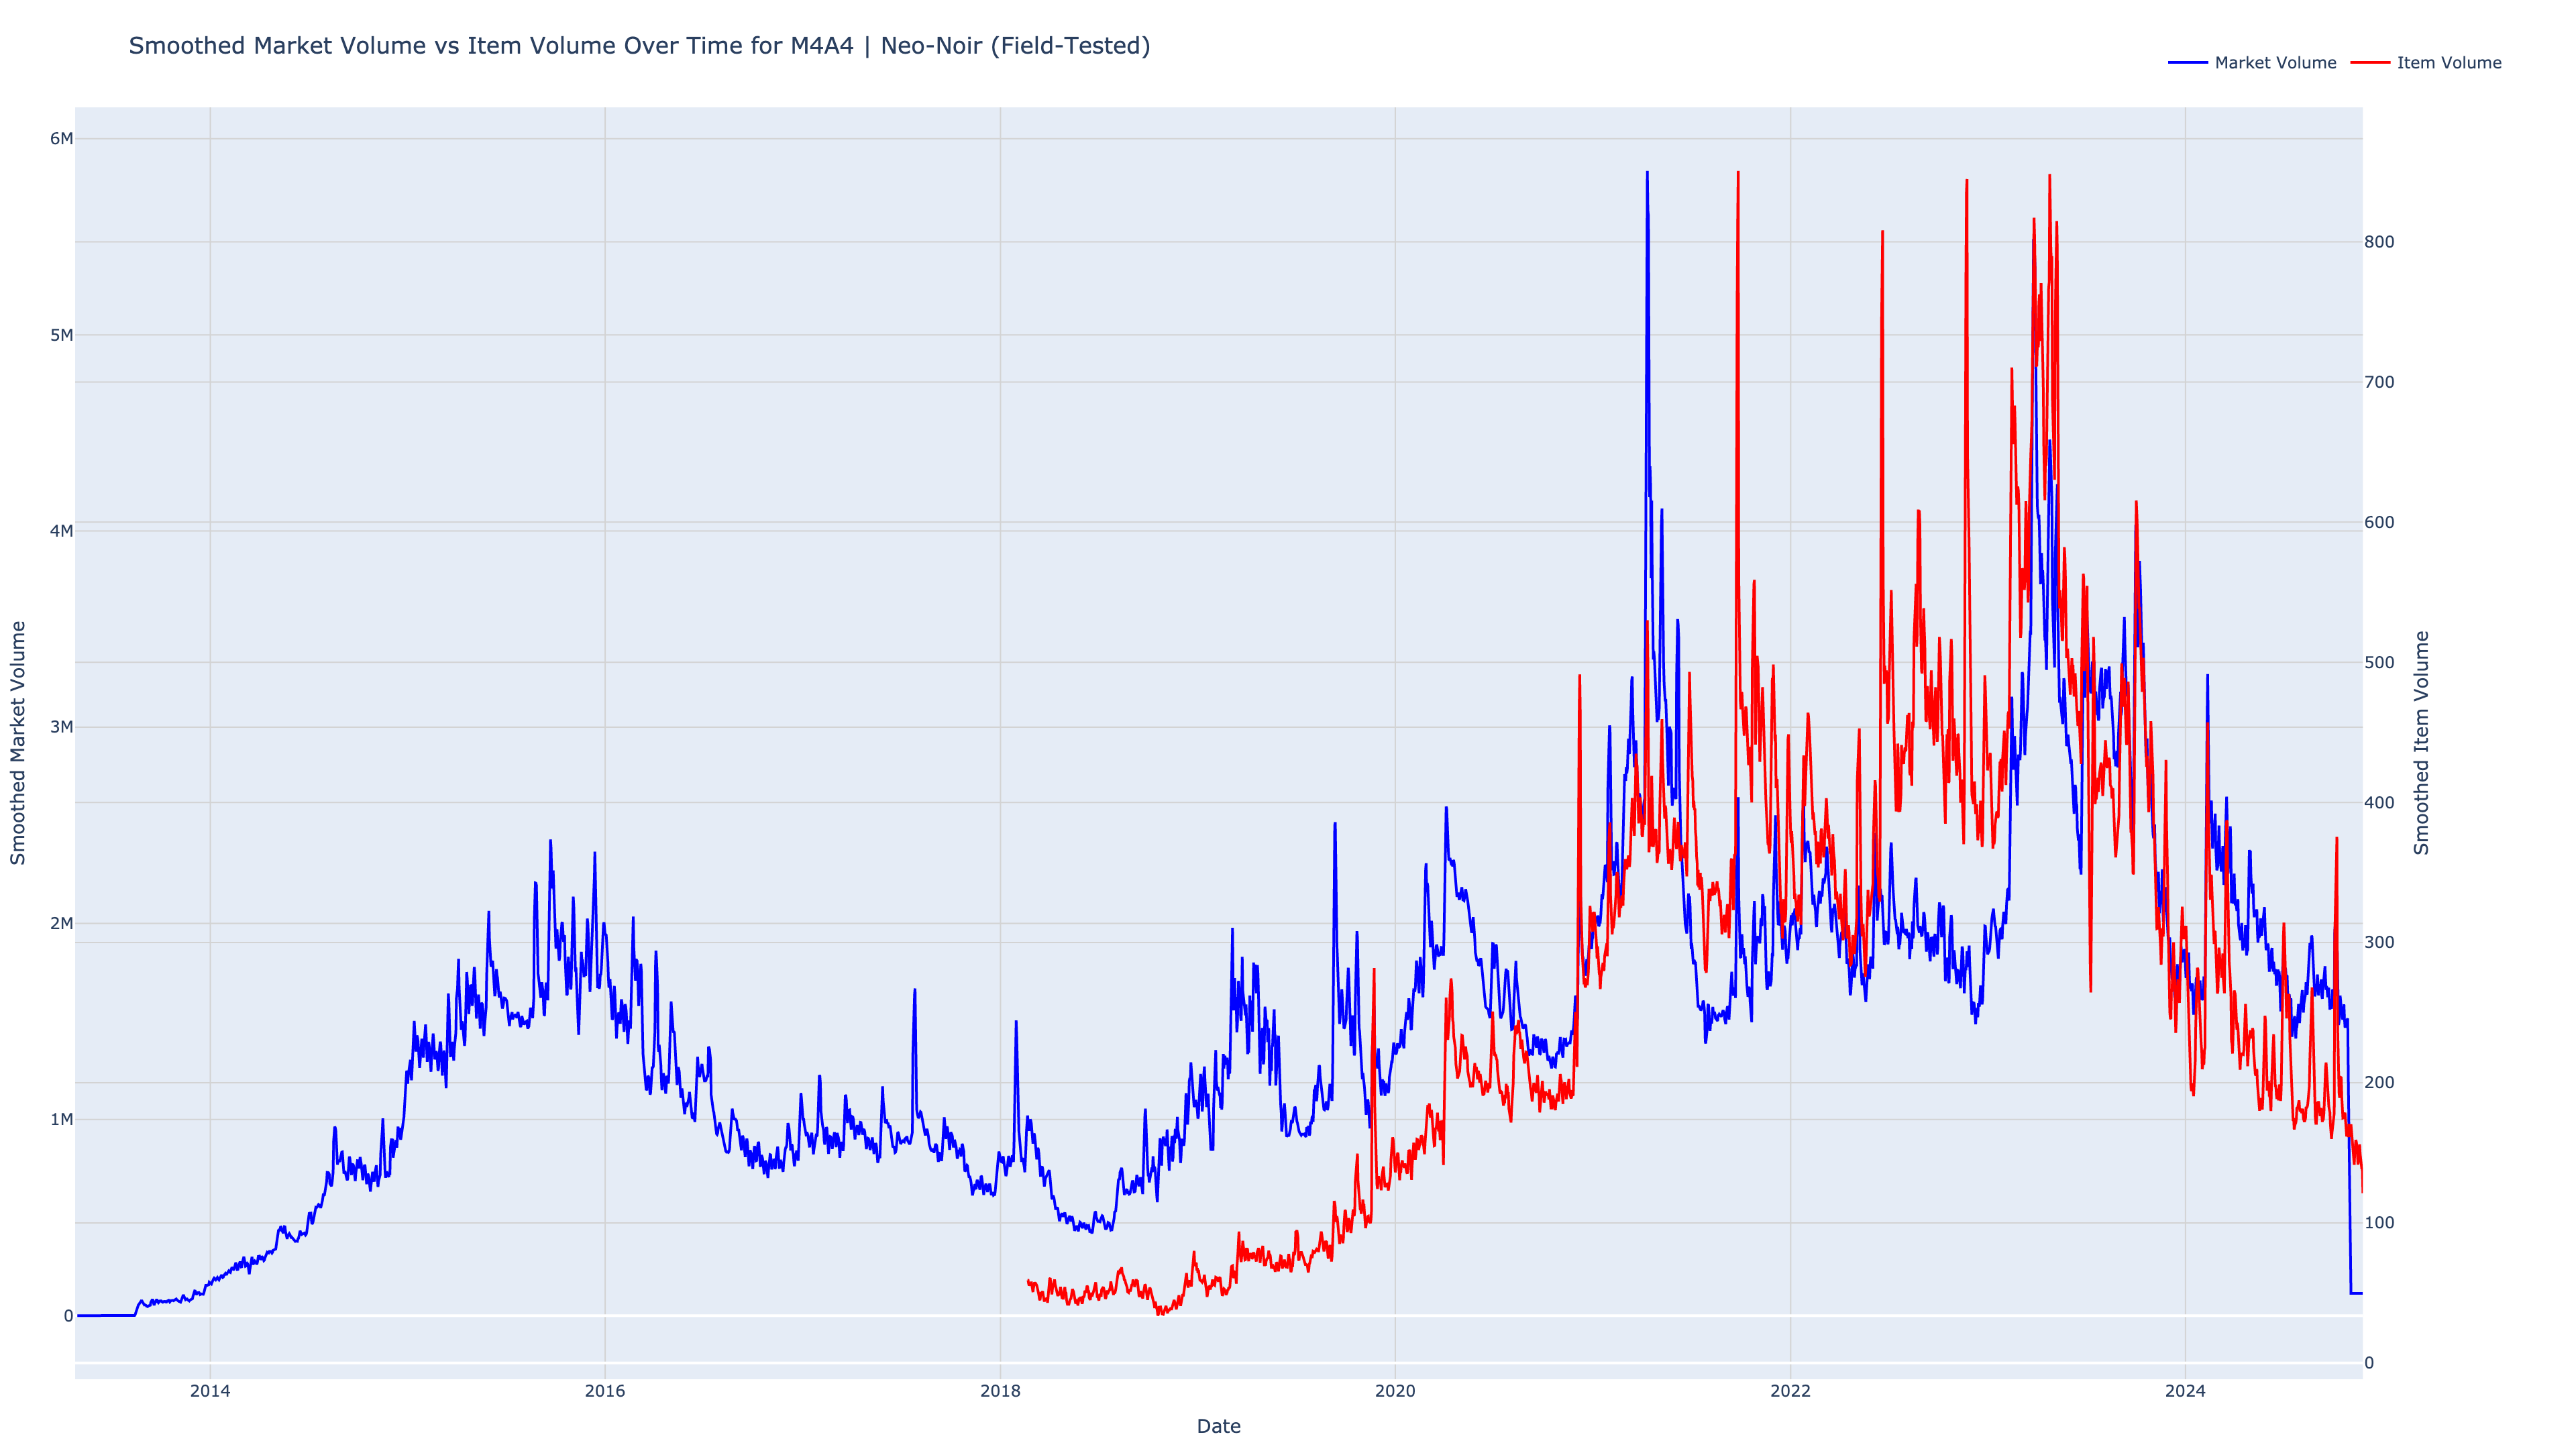 Smoothed Market Volume vs Item Volume Over Time for M4A4 | Neo-Noir (Field-Tested)
Market Volume
Item Volume
6M
5M
4M
3M
2M
1M
0
Smoothed Market Volume
800
700
600
500
400
300
200
100
0
Smoothed Item Volume
2014
2016
2018
2020
2022
2024
Date